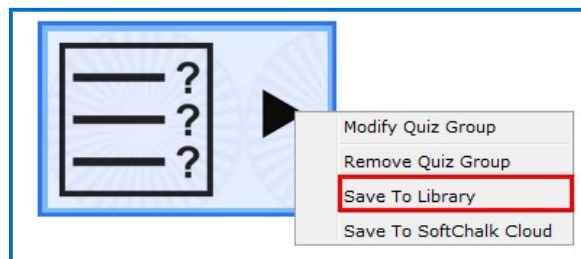 ?
?
?
Modify Quiz Group
Remove Quiz Group
Save To Library
Save To SoftChalk Cloud